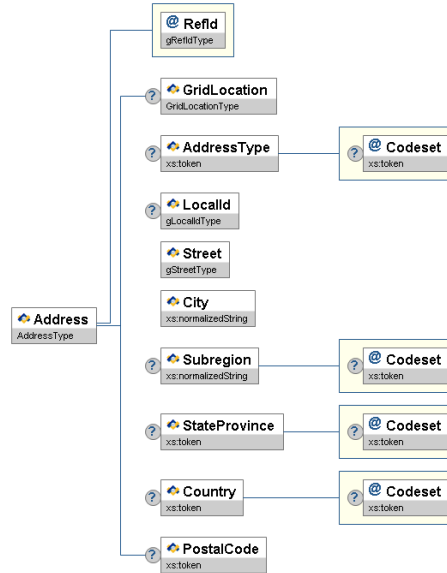 @ RefId
gRefIdType
? GridLocation
GridLocationType
? AddressType
xs:token
? @ Codeset
xs:token
? LocalId
gLocalIdType
Street
gStreetType
City
xs:normalizedString
Address
AddressType
? Subregion
xs:normalizedString
? @ Codeset
xs:token
? StateProvince
xs:token
? @ Codeset
xs:token
? Country
xs:token
? @ Codeset
xs:token
? PostalCode
xs:token